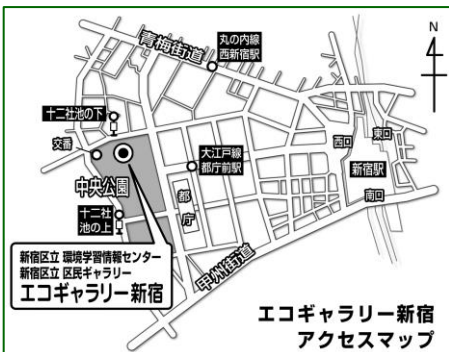 N
丸の内線
西新宿駅
青梅街道
十二社池の下
交番
中央公園
大江戸線
都庁前駅
都庁
西口
東口
新宿駅
南口
十二社
池の上
甲州街道
新宿区立 環境学習情報センター
新宿区立 区民ギャラリー
エコギャラリー新宿
エコギャラリー新宿
アクセスマップ